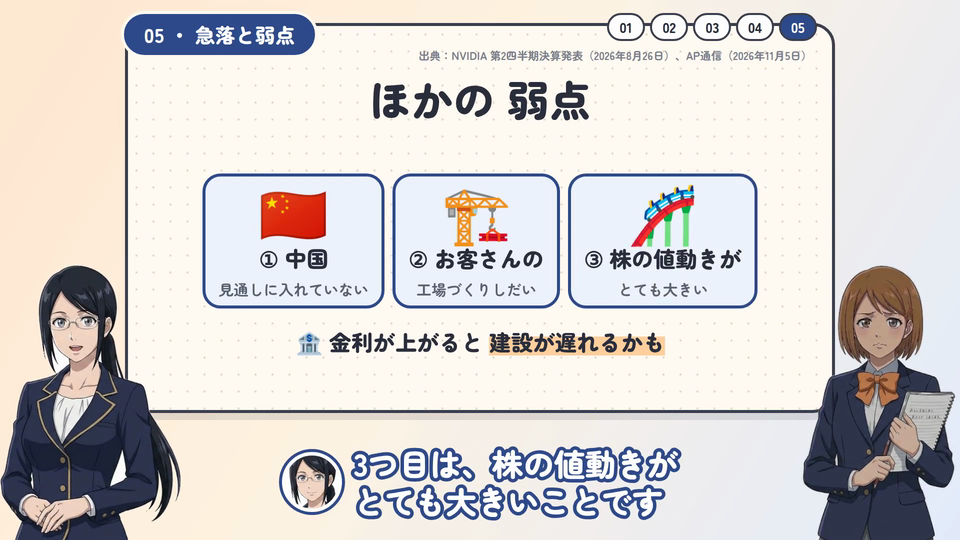 05 ・ 急落と弱点
01 02 03 04 05
出典：NVIDIA 第2四半期決算発表（2026年8月26日）、AP通信（2026年11月5日）
ほかの 弱点
① 中国
見通しに入れていない
② お客さんの
工場づくりしだい
③ 株の値動きが
とても大きい
金利が上がると 建設が遅れるかも
3つ目は、株の値動きが
とても大きいことです